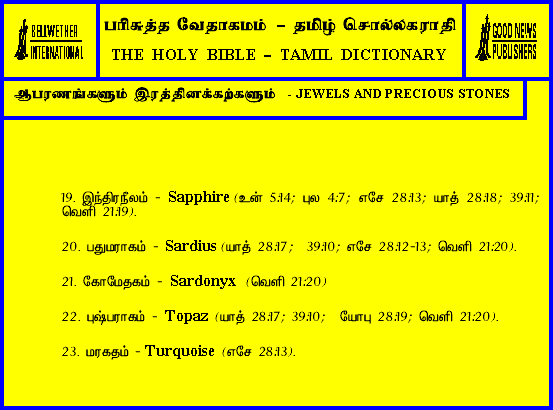 BELLWETHER
INTERNATIONAL
பரிசுத்த வேதாகமம் – தமிழ் சொல்லகராதி
THE HOLY BIBLE – TAMIL DICTIONARY
GOOD NEWS
PUBLISHERS
ஆபரணங்களும் இரத்தினக்கற்களும் - JEWELS AND PRECIOUS STONES
19. இந்திரநீலம் - Sapphire (உன் 5:14; புல 4:7; எசே 28:13; யாத் 28:18; 39:11;
வெளி 21:19).
20. பதுமராகம் - Sardius (யாத் 28:17; 39:10; எசே 28:12-13; வெளி 21:20).
21. கோமேதகம் - Sardonyx (வெளி 21:20)
22. புஷ்பராகம் - Topaz (யாத் 28:17; 39:10; யோபு 28:19; வெளி 21:20).
23. மரகதம் - Turquoise (எசே 28:13).